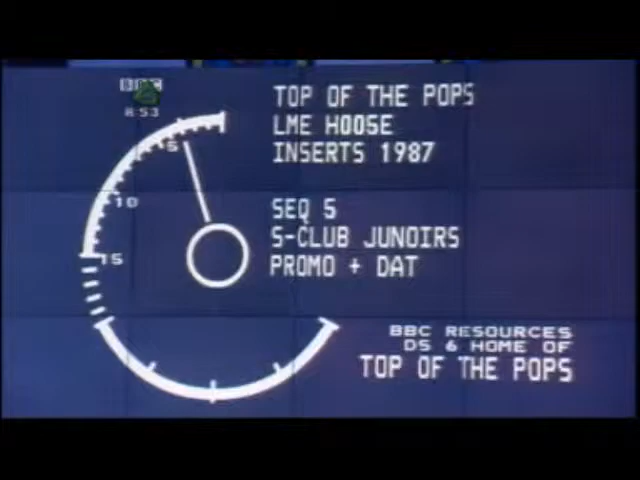 BBC
8:53
5
10
15
TOP OF THE POPS
LME H005E
INSERTS 1987
SEQ 5
S-CLUB JUNOIRS
PROMO + DAT
BBC RESOURCES
DS 6 HOME OF
TOP OF THE POPS